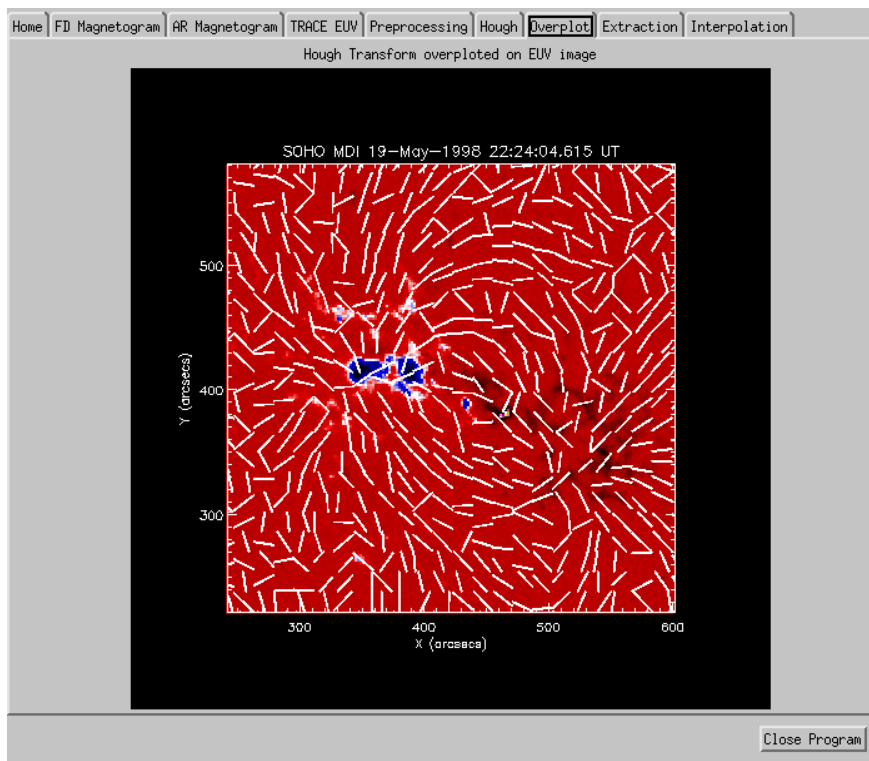 Home FD Magnetogram AR Magnetogram TRACE EUV Preprocessing Hough Overplot Extraction Interpolation
Hough Transform overploted on EUV image
SOHO MDI 19-May-1998 22:24:04.615 UT
500
400
300
Y (arcsecs)
300 400 500 600
X (arcsecs)
Close Program